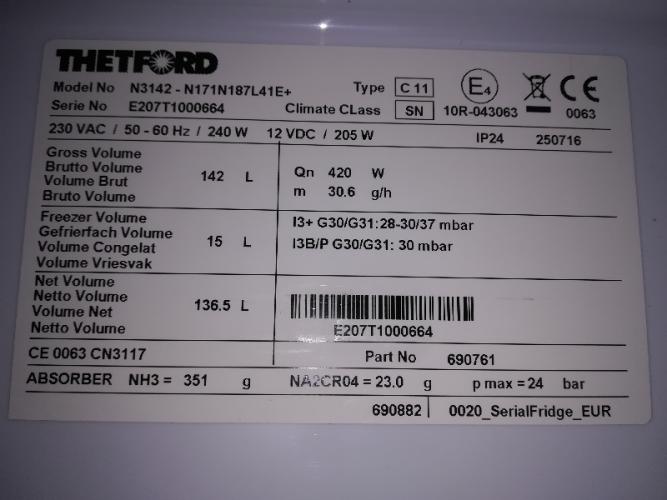 THETFORD
Model No N3142 - N171N187L41E+ Type C 11 E4 CE
Serie No E207T1000664 Climate CLass SN 10R-043063 0063
230 VAC / 50 - 60 Hz / 240 W 12 VDC / 205 W IP24 250716
Gross Volume
Brutto Volume
Volume Brut
Bruto Volume
142 L
Qn 420 W
m 30.6 g/h
Freezer Volume
Gefrierfach Volume
Volume Congelat
Volume Vriesvak
15 L
I3+ G30/G31:28-30/37 mbar
I3B/P G30/G31: 30 mbar
Net Volume
Netto Volume
Volume Net
Netto Volume
136.5 L
E207T1000664
CE 0063 CN3117 Part No 690761
ABSORBER NH3 = 351 g NA2CR04 = 23.0 g p max = 24 bar
690882 0020_SerialFridge_EUR